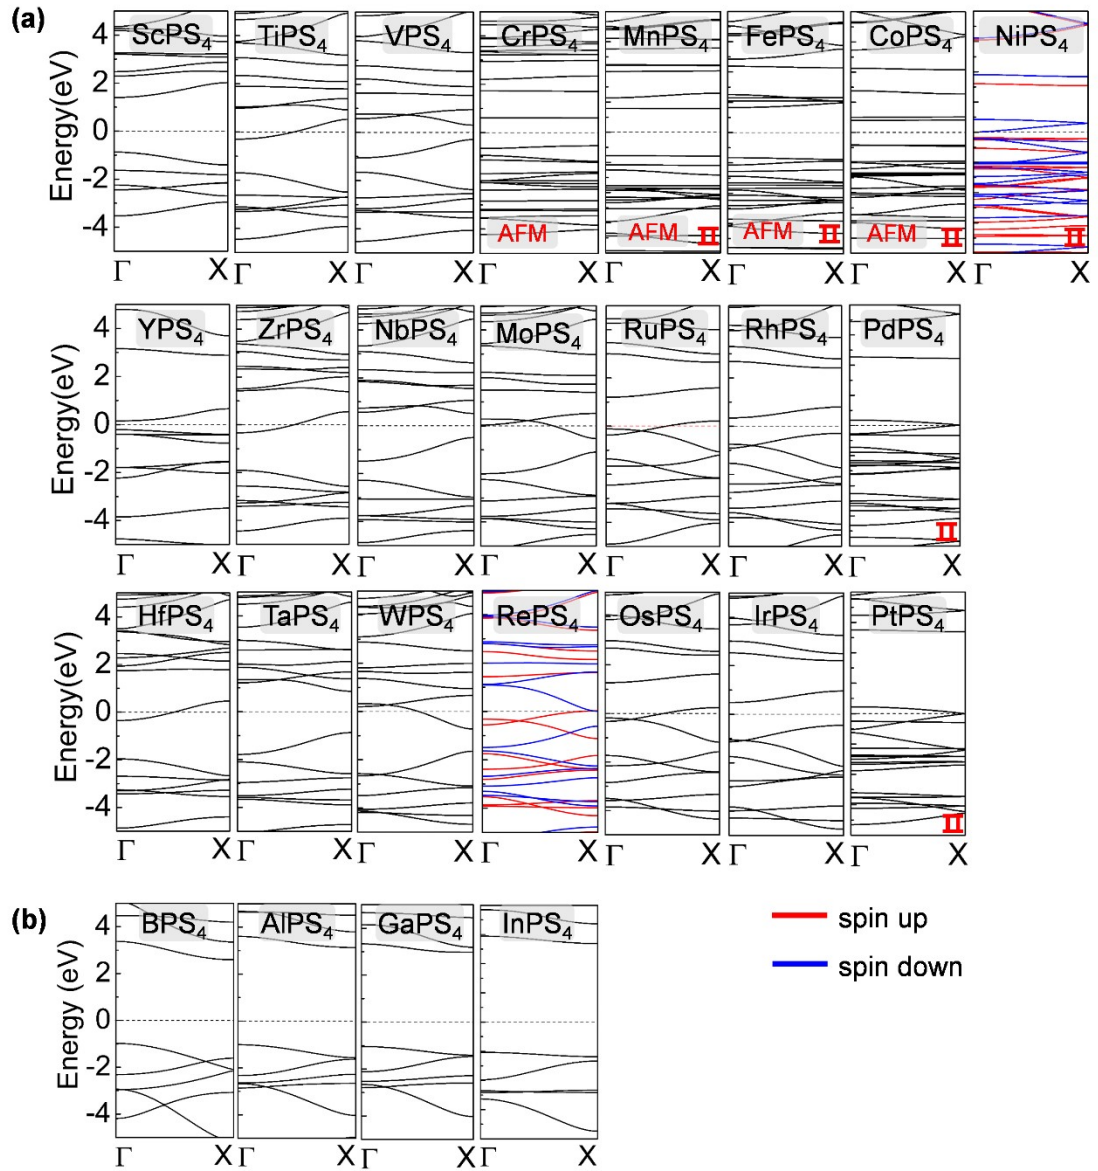 (a)
ScPS4 TiPS4 VPS4 CrPS4 MnPS4 FePS4 CoPS4 NiPS4
Energy(eV)
4
2
0
-2
-4
AFM AFM II AFM II AFM II II
Γ X Γ X Γ X Γ X Γ X Γ X Γ X Γ X
YPS4 ZrPS4 NbPS4 MoPS4 RuPS4 RhPS4 PdPS4
Energy(eV)
4
2
0
-2
-4
II
Γ X Γ X Γ X Γ X Γ X Γ X Γ X
HfPS4 TaPS4 WPS4 RePS4 OsPS4 IrPS4 PtPS4
Energy(eV)
4
2
0
-2
-4
II
Γ X Γ X Γ X Γ X Γ X Γ X Γ X
(b)
BPS4 AlPS4 GaPS4 InPS4
Energy (eV)
4
2
0
-2
-4
Γ X Γ X Γ X Γ X
spin up
spin down